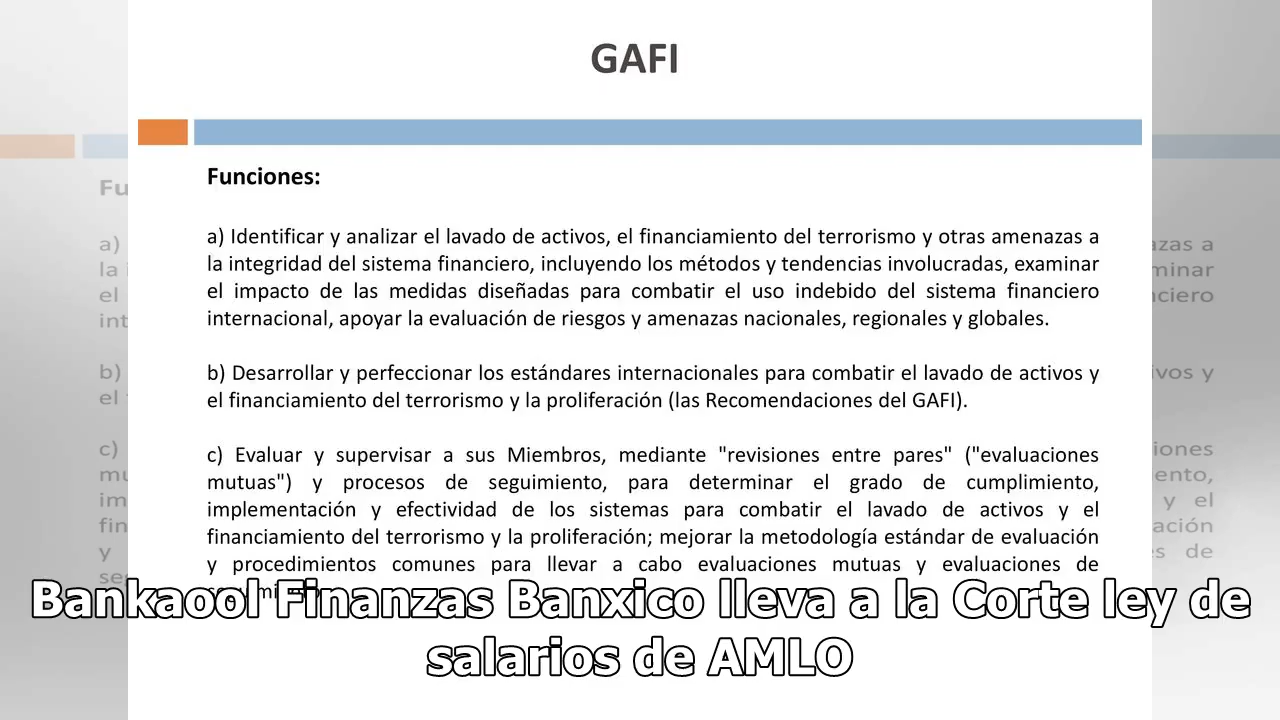 GAFI
Funciones:
a) Identificar y analizar el lavado de activos, el financiamiento del terrorismo y otras amenazas a
la integridad del sistema financiero, incluyendo los métodos y tendencias involucradas, examinar
el impacto de las medidas diseñadas para combatir el uso indebido del sistema financiero
internacional, apoyar la evaluación de riesgos y amenazas nacionales, regionales y globales.
b) Desarrollar y perfeccionar los estándares internacionales para combatir el lavado de activos y
el financiamiento del terrorismo y la proliferación (las Recomendaciones del GAFI).
c) Evaluar y supervisar a sus Miembros, mediante "revisiones entre pares" ("evaluaciones
mutuas") y procesos de seguimiento, para determinar el grado de cumplimiento,
implementación y efectividad de los sistemas para combatir el lavado de activos y el
financiamiento del terrorismo y la proliferación; mejorar la metodología estándar de evaluación
y procedimientos comunes para llevar a cabo evaluaciones mutuas y evaluaciones de
Bankaool Finanzas Banxico lleva a la Corte ley de
salarios de AMLO